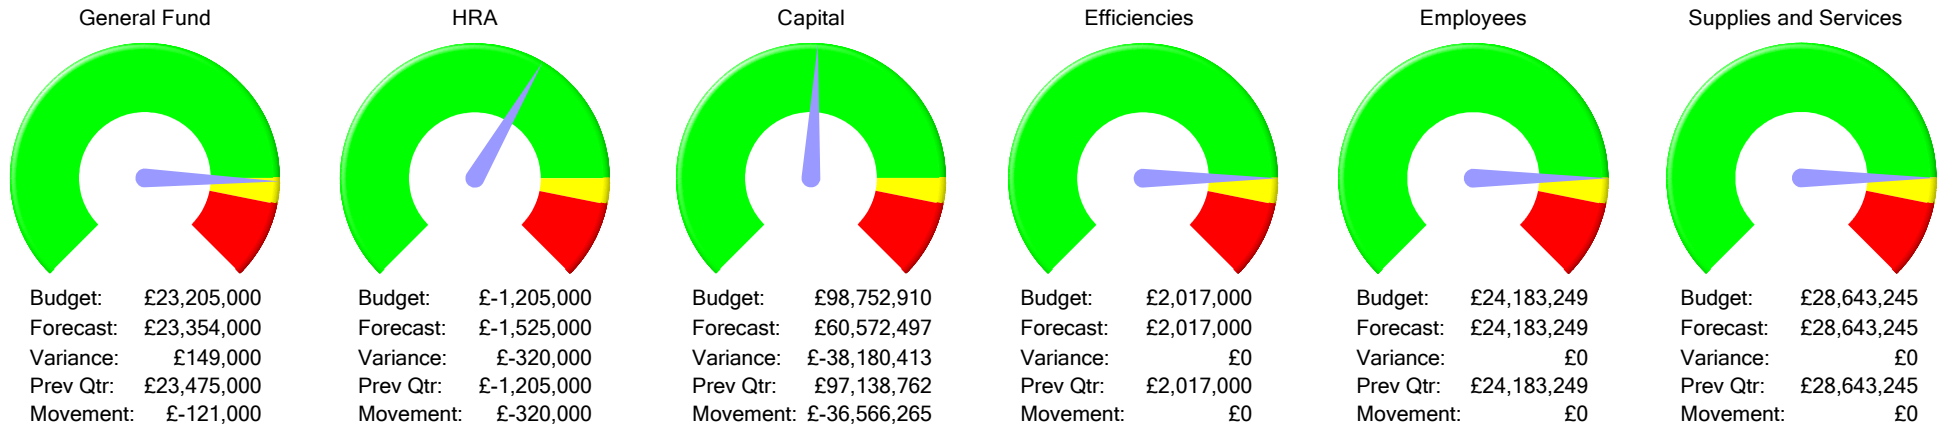 General Fund
Budget: £23,205,000
Forecast: £23,354,000
Variance: £149,000
Prev Qtr: £23,475,000
Movement: £-121,000
HRA
Budget: £-1,205,000
Forecast: £-1,525,000
Variance: £-320,000
Prev Qtr: £-1,205,000
Movement: £-320,000
Capital
Budget: £98,752,910
Forecast: £60,572,497
Variance: £-38,180,413
Prev Qtr: £97,138,762
Movement: £-36,566,265
Efficiencies
Budget: £2,017,000
Forecast: £2,017,000
Variance: £0
Prev Qtr: £2,017,000
Movement: £0
Employees
Budget: £24,183,249
Forecast: £24,183,249
Variance: £0
Prev Qtr: £24,183,249
Movement: £0
Supplies and Services
Budget: £28,643,245
Forecast: £28,643,245
Variance: £0
Prev Qtr: £28,643,245
Movement: £0